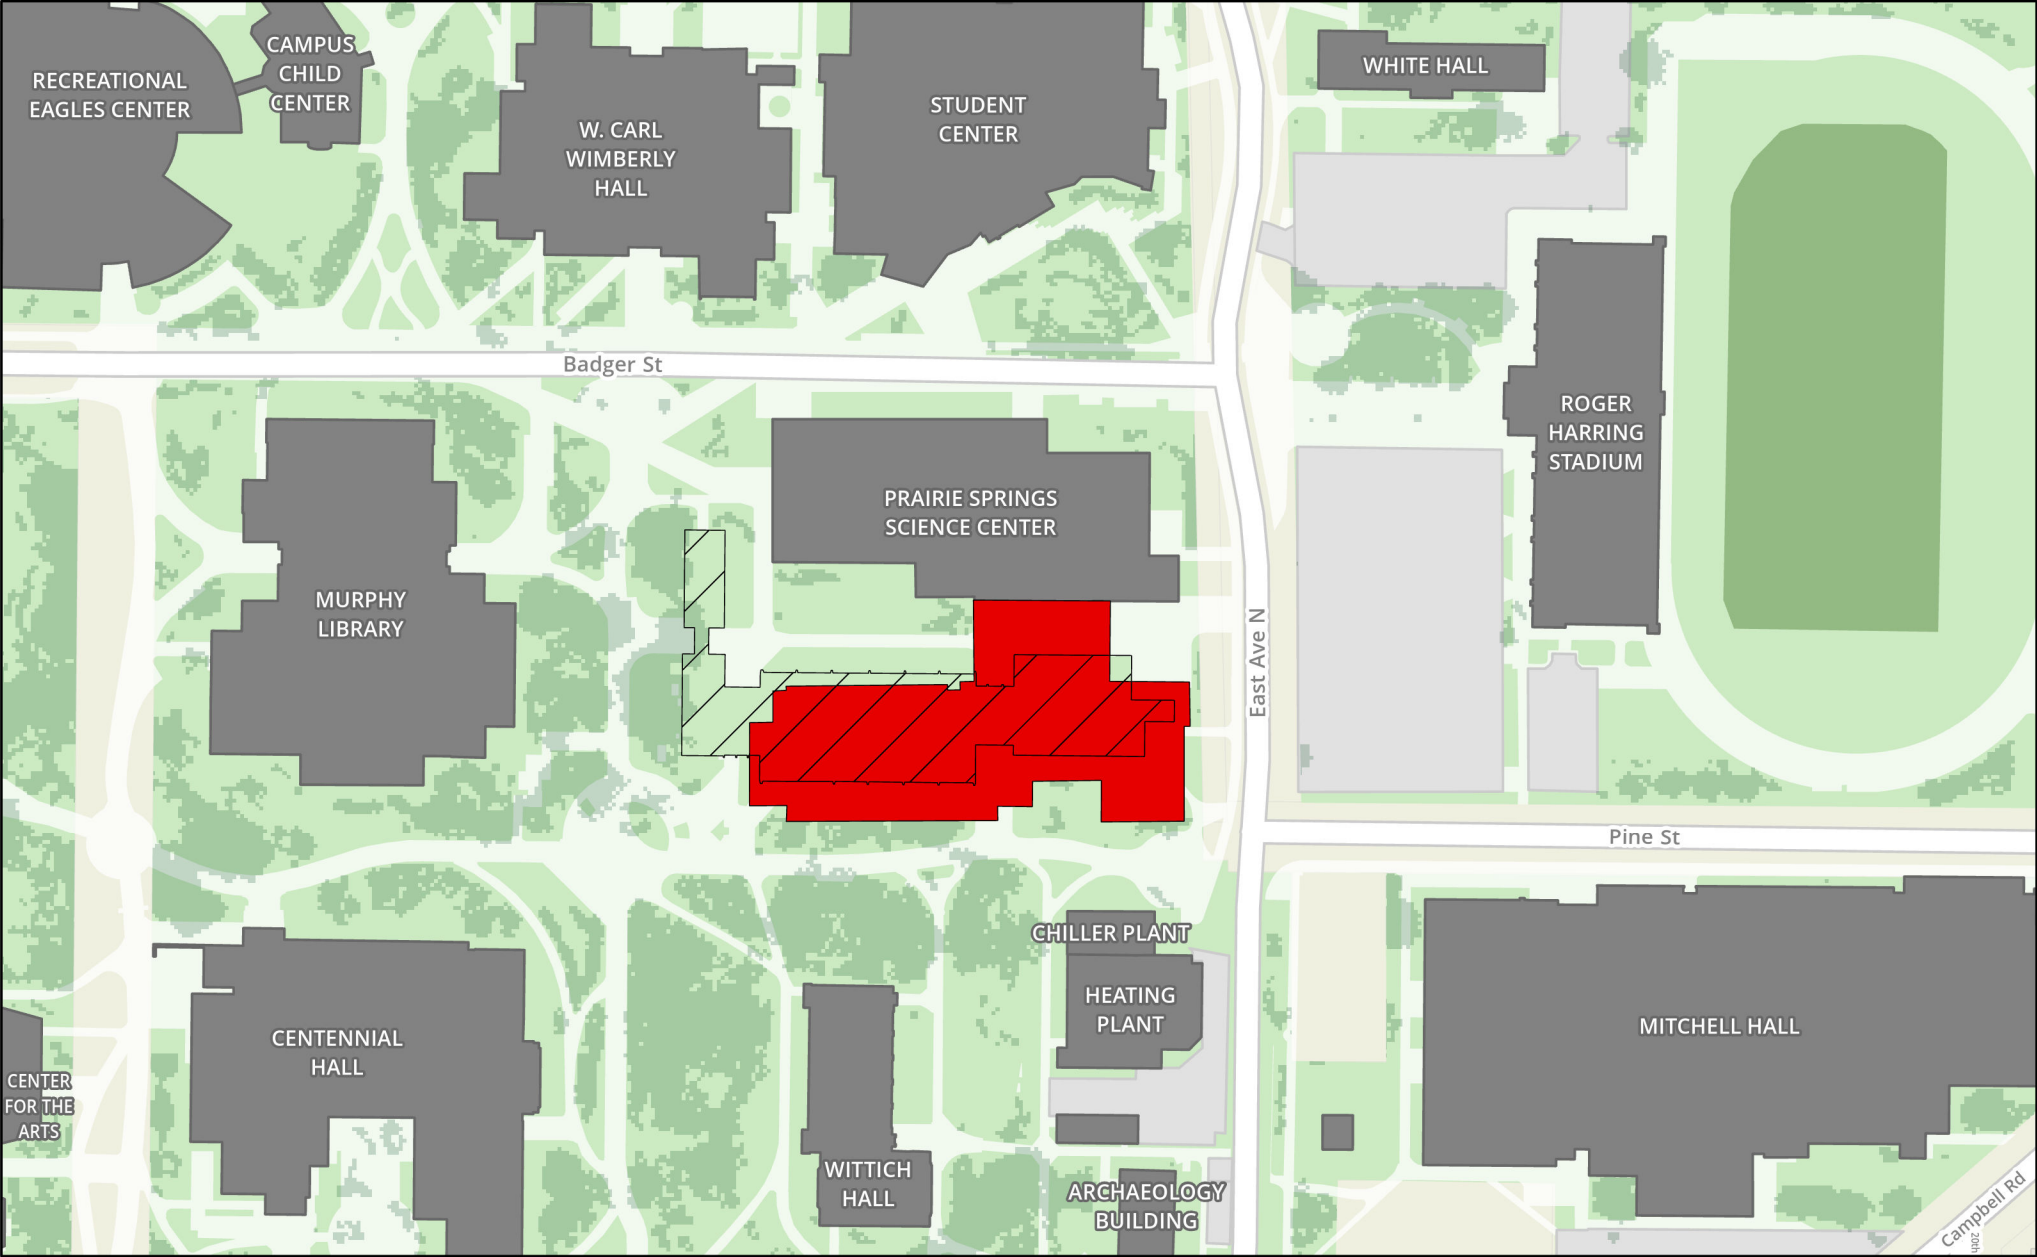 RECREATIONAL
EAGLES CENTER
CAMPUS
CHILD
CENTER
W. CARL
WIMBERLY
HALL
STUDENT
CENTER
WHITE HALL
Badger St
ROGER
HARRING
STADIUM
PRAIRIE SPRINGS
SCIENCE CENTER
MURPHY
LIBRARY
East Ave N
Pine St
CHILLER PLANT
HEATING
PLANT
CENTENNIAL
HALL
MITCHELL HALL
CENTER
FOR THE
ARTS
WITTICH
HALL
ARCHAEOLOGY
BUILDING
Campbell Rd
20th